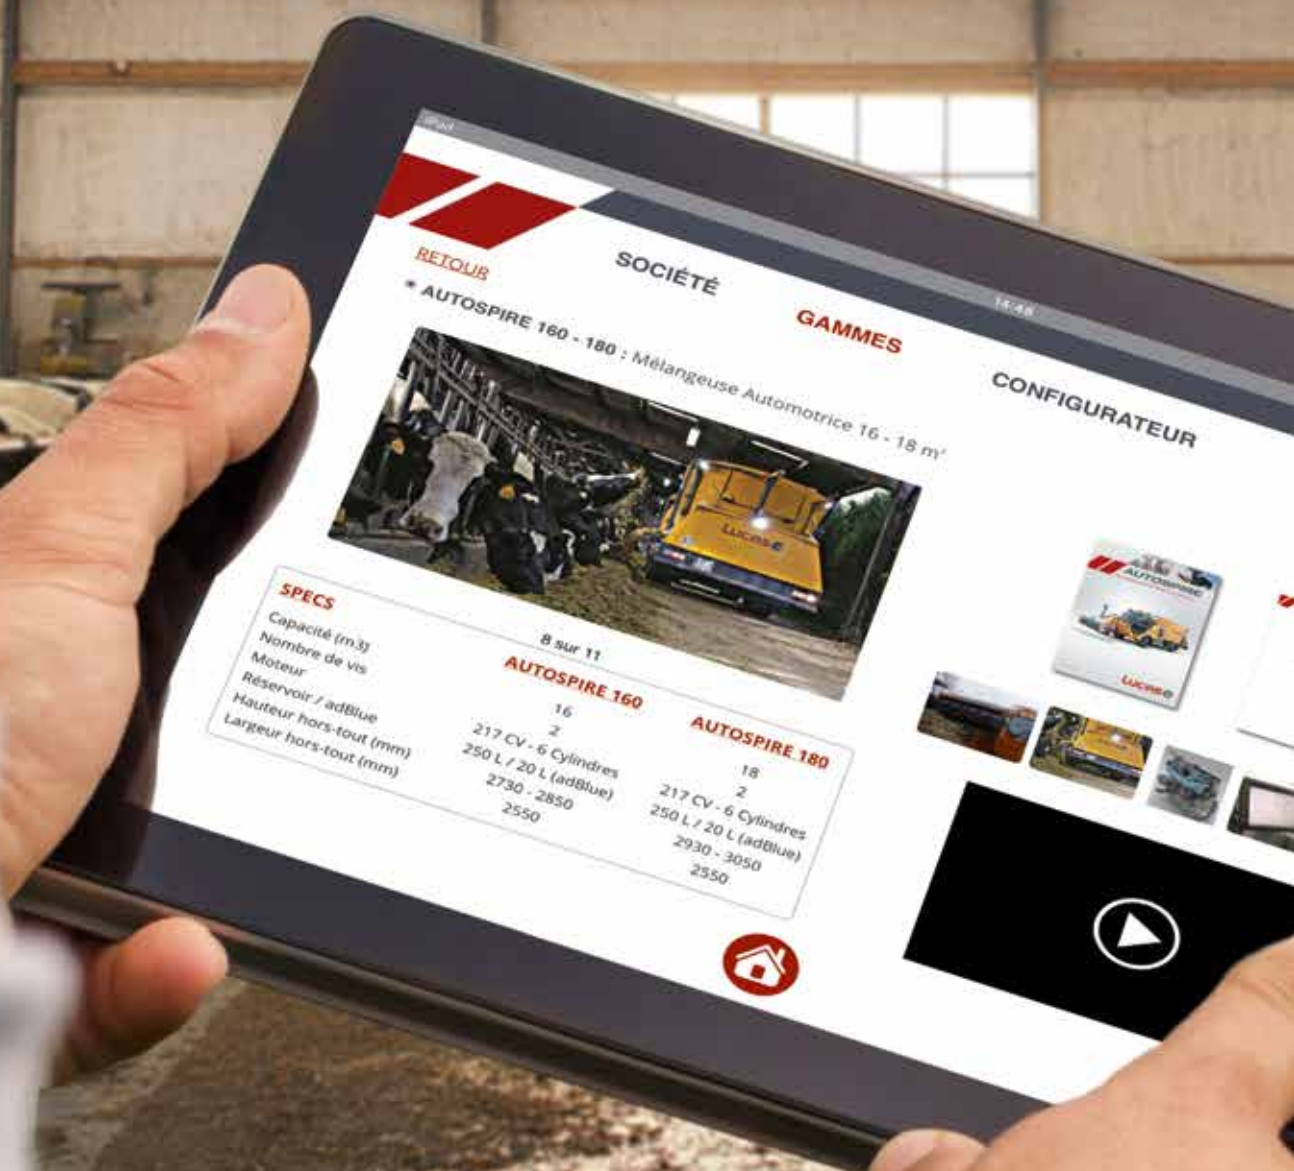 iPad
14:48
RETOUR
SOCIÉTÉ
GAMMES
CONFIGURATEUR
* AUTOSPIRE 160 - 180 : Mélangeuse Automotrice 16 - 18 m³
LUCAS.G
8 sur 11
SPECS
AUTOSPIRE 160
AUTOSPIRE 180
Capacité (m3)
16
18
Nombre de vis
2
2
Moteur
217 CV - 6 Cylindres
217 CV - 6 Cylindres
Réservoir / adBlue
250 L / 20 L (adBlue)
250 L / 20 L (adBlue)
Hauteur hors-tout (mm)
2730 - 2850
2930 - 3050
Largeur hors-tout (mm)
2550
2550
AUTOSPIRE
LUCAS.G